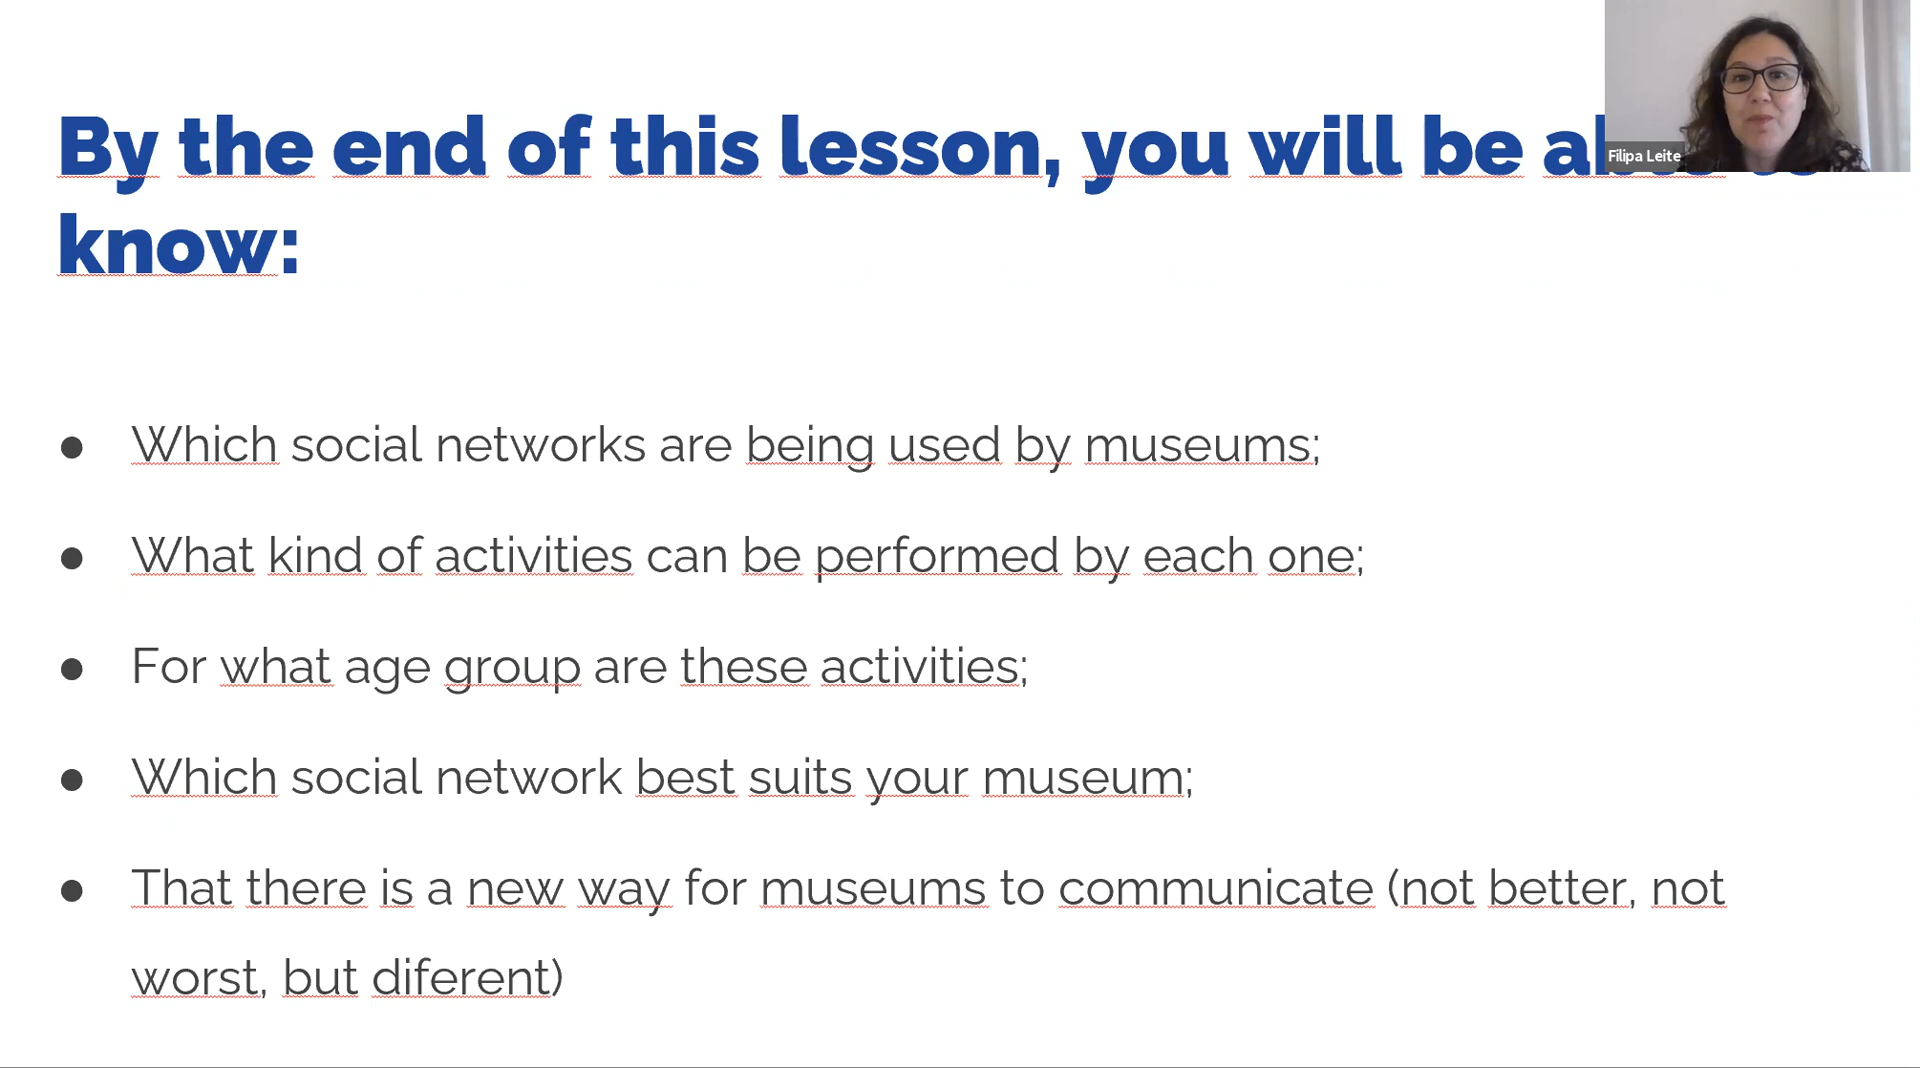 By the end of this lesson, you will be
know:
Filipa Leite
● Which social networks are being used by museums;
● What kind of activities can be performed by each one;
● For what age group are these activities;
● Which social network best suits your museum;
● That there is a new way for museums to communicate (not better, not
worst, but diferent)